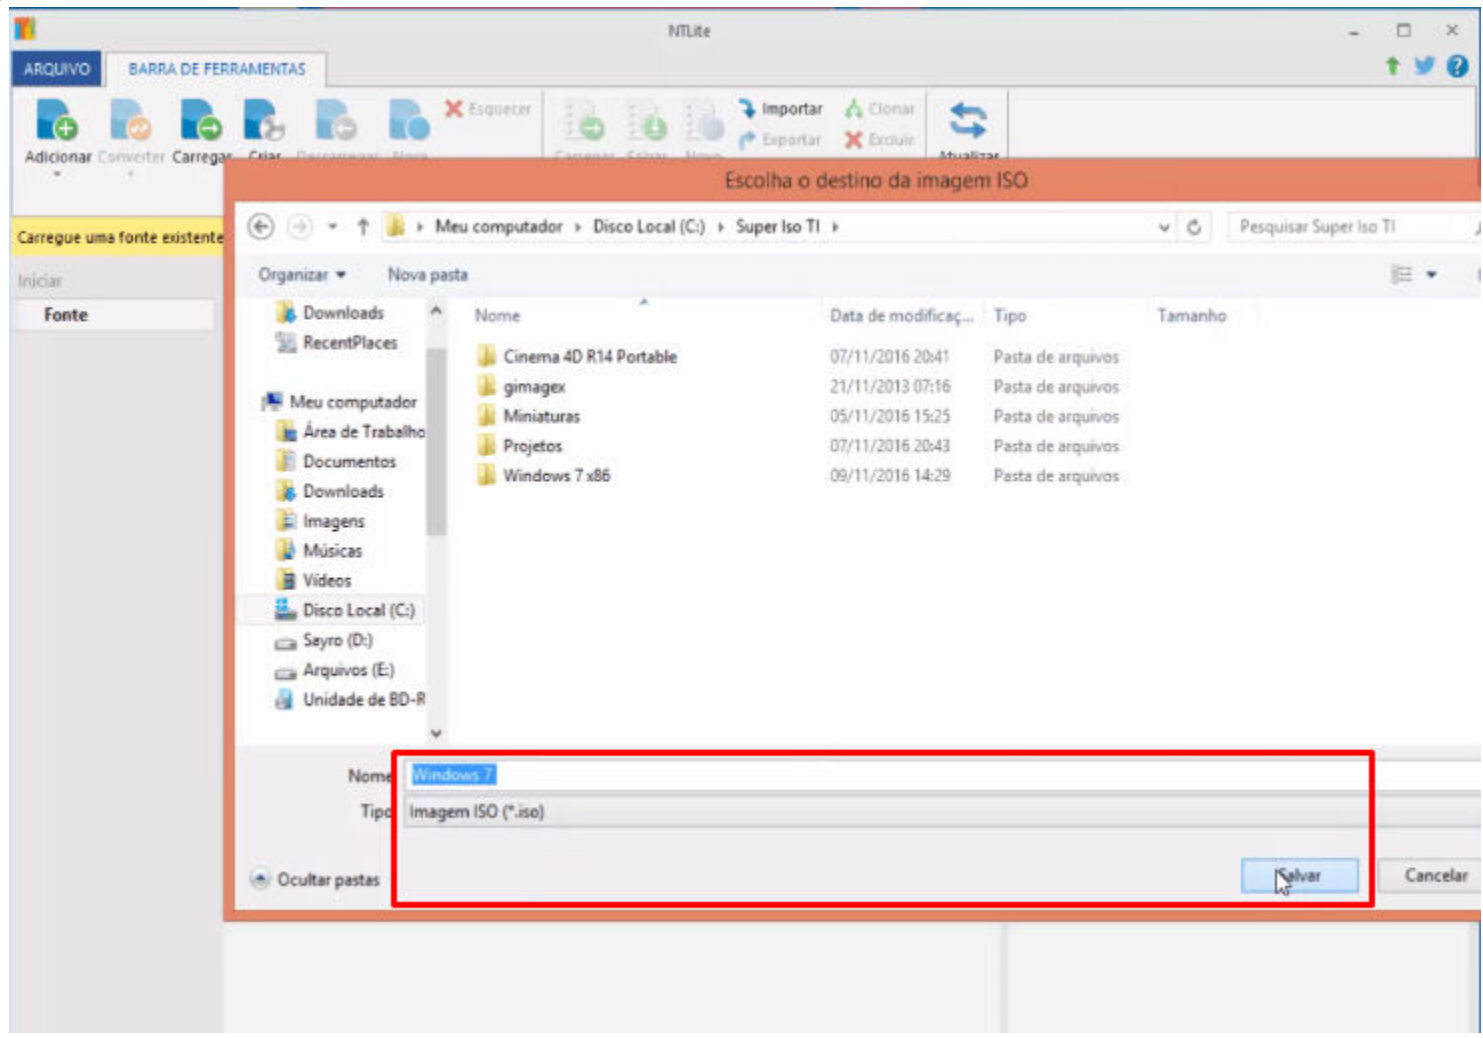 NTLite
ARQUIVO BARRA DE FERRAMENTAS
Esquecer Importar Clonar
Exportar Excluir
Adicionar Converter Carregar Criar Descarregar Nova Carregar Salvar Novo Atualizar
Escolha o destino da imagem ISO
Carregue uma fonte existente
Meu computador Disco Local (C:) Super Iso TI Pesquisar Super Iso TI
Organizar Nova pasta
Iniciar
Fonte
Downloads
RecentPlaces
Meu computador
Área de Trabalho
Documentos
Downloads
Imagens
Músicas
Vídeos
Disco Local (C:)
Sayro (D:)
Arquivos (E:)
Unidade de BD-R
Nome Data de modificaç... Tipo Tamanho
Cinema 4D R14 Portable 07/11/2016 20:41 Pasta de arquivos
gimagex 21/11/2013 07:16 Pasta de arquivos
Miniaturas 05/11/2016 15:25 Pasta de arquivos
Projetos 07/11/2016 20:43 Pasta de arquivos
Windows 7 x86 09/11/2016 14:29 Pasta de arquivos
Nome Windows 7
Tipo Imagem ISO (*.iso)
Ocultar pastas Salvar Cancelar